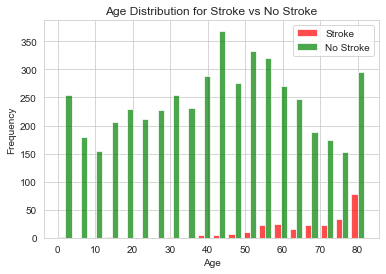 Age Distribution for Stroke vs No Stroke
Stroke
No Stroke
Frequency
350
300
250
200
150
100
50
0
0 10 20 30 40 50 60 70 80
Age